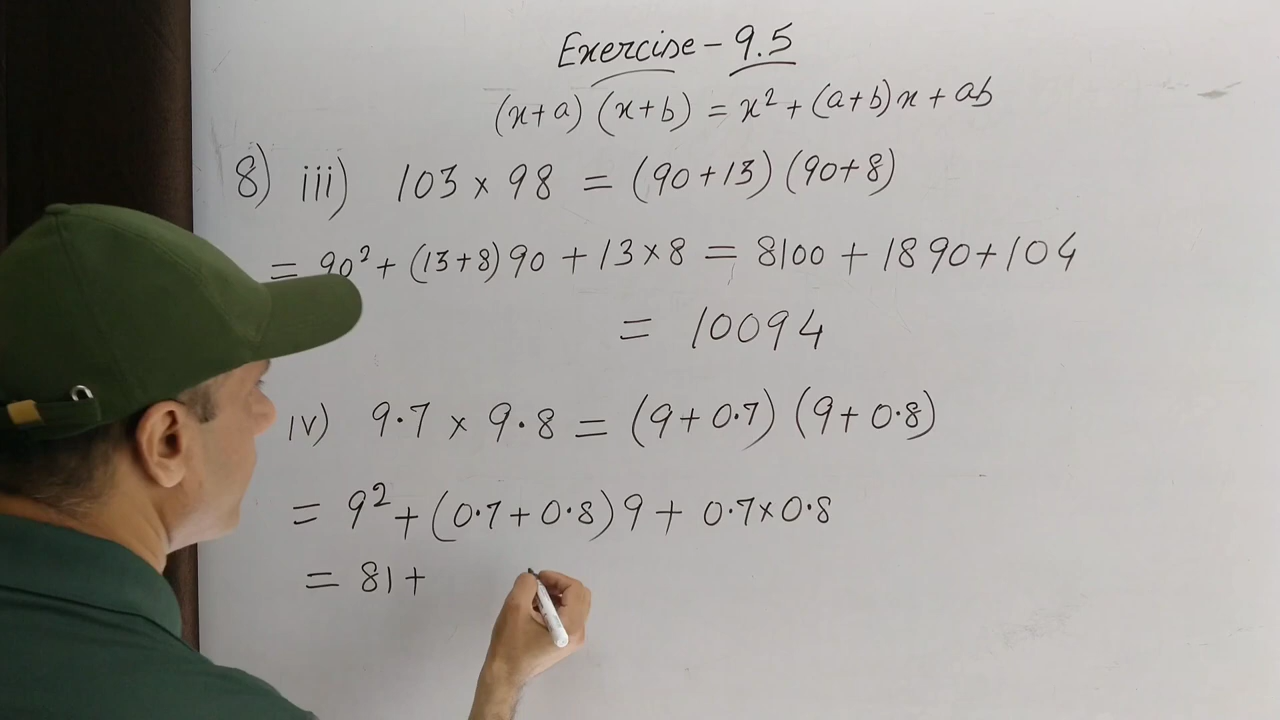 Exercise - 9.5
(x+a) (x+b) = x² + (a+b)x + ab
8) iii) 103 × 98 = (90+13) (90+8)
= 90² + (13+8)90 + 13×8 = 8100 + 1890+104
= 10094
iv) 9.7 × 9.8 = (9+0.7) (9+0.8)
= 9² + (0.7+0.8)9 + 0.7×0.8
= 81+